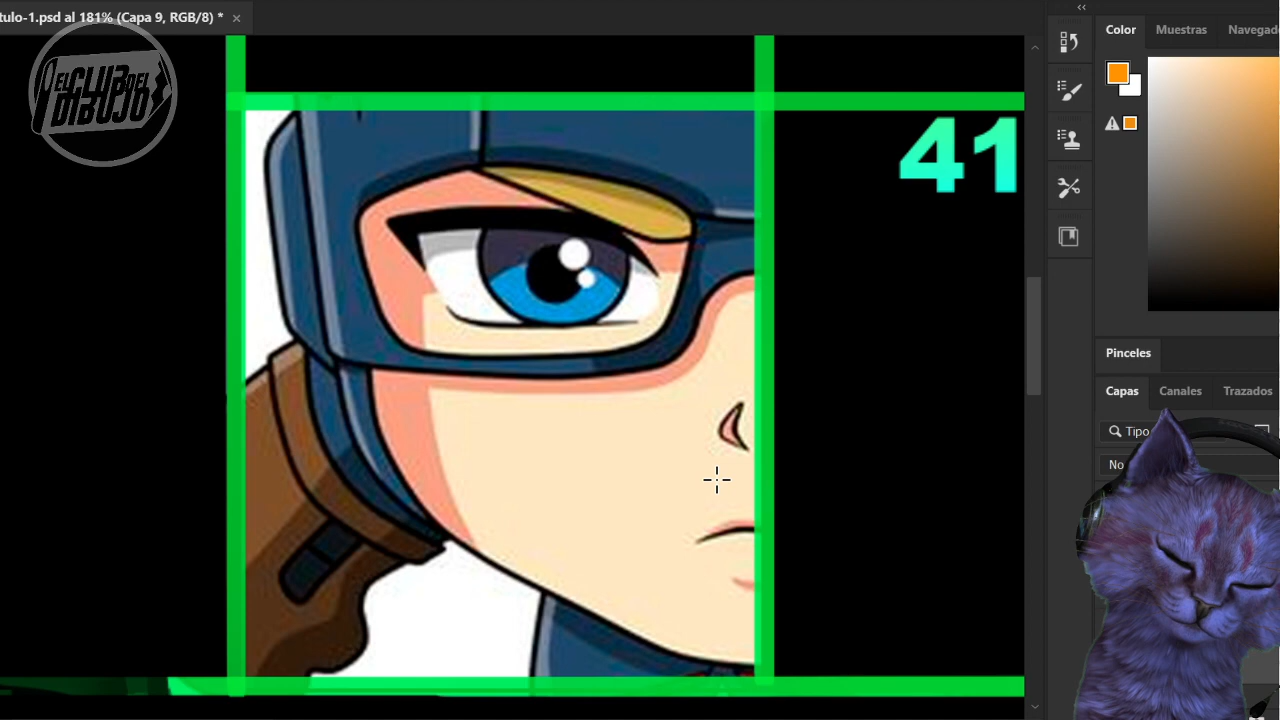 tulo-1.psd al 181% (Capa 9, RGB/8) *
EL CLUB DEL
DIBUJO
41
Color
Muestras
Navegad
Pinceles
Capas
Canales
Trazados
Tipo
No